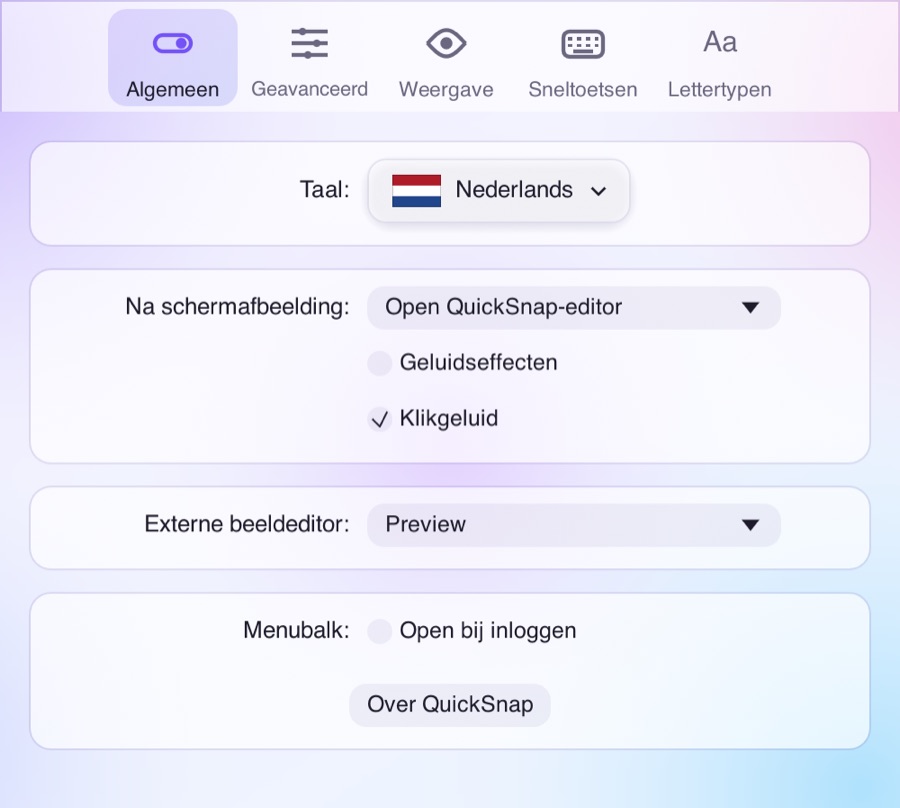 Aa
Algemeen Geavanceerd Weergave Sneltoetsen Lettertypen
Taal: Nederlands
Na schermafbeelding: Open QuickSnap-editor
Geluidseffecten
Klikgeluid
Externe beeldeditor: Preview
Menubalk: Open bij inloggen
Over QuickSnap